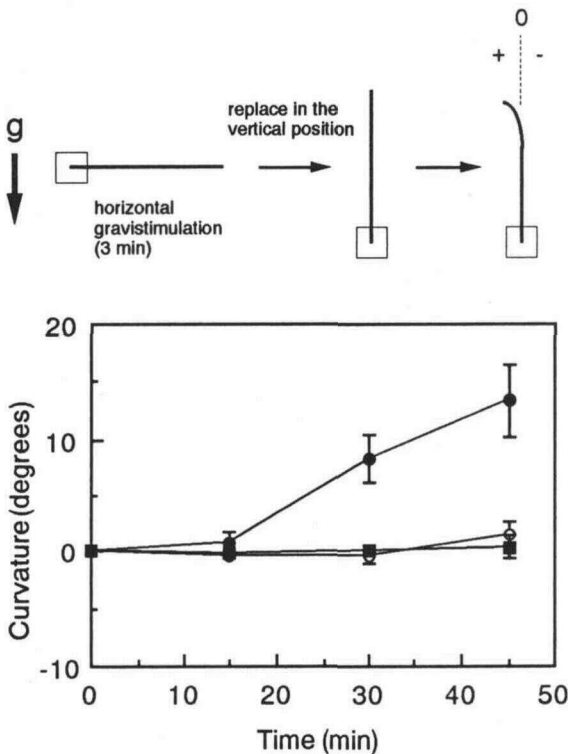 0
+ -
g
replace in the
vertical position
horizontal
gravistimulation
(3 min)
20
10
0
-10
Curvature (degrees)
0 10 20 30 40 50
Time (min)